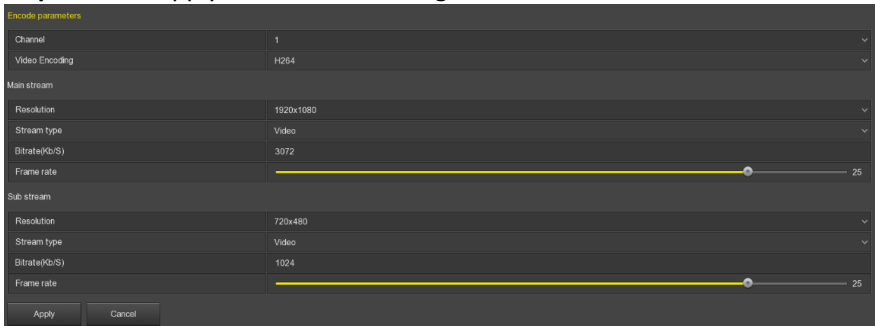 Encode parameters
Channel 1
Video Encoding H264
Main stream
Resolution 1920x1080
Stream type Video
Bitrate(Kb/S) 3072
Frame rate 25
Sub stream
Resolution 720x480
Stream type Video
Bitrate(Kb/S) 1024
Frame rate 25
Apply Cancel